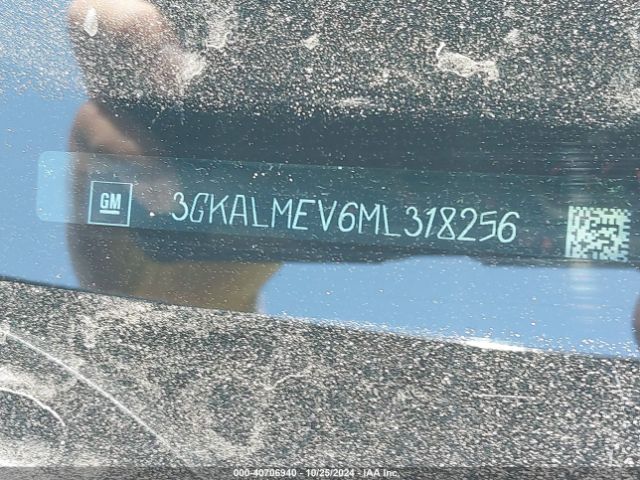 GM 3GKALMEV6ML318256
000-40706940 - 10/25/2024 - IAA Inc.